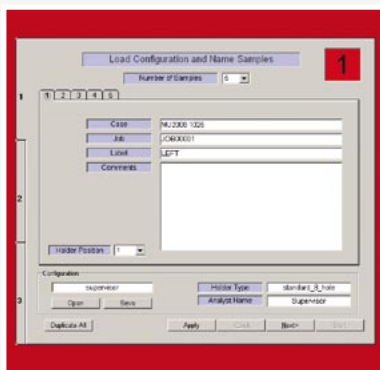 Load Configuration and Name Samples
1
Number of Samples 5
1 2 3 4 5
1
Case MU2008 1026
Job JOB00001
Label LEFT
Comments
2
Holder Position 1
Configuration
supervisor
Holder Type standard_8_hole
3
Open Save
Analyst Name Supervisor
Duplicate All Apply Next>